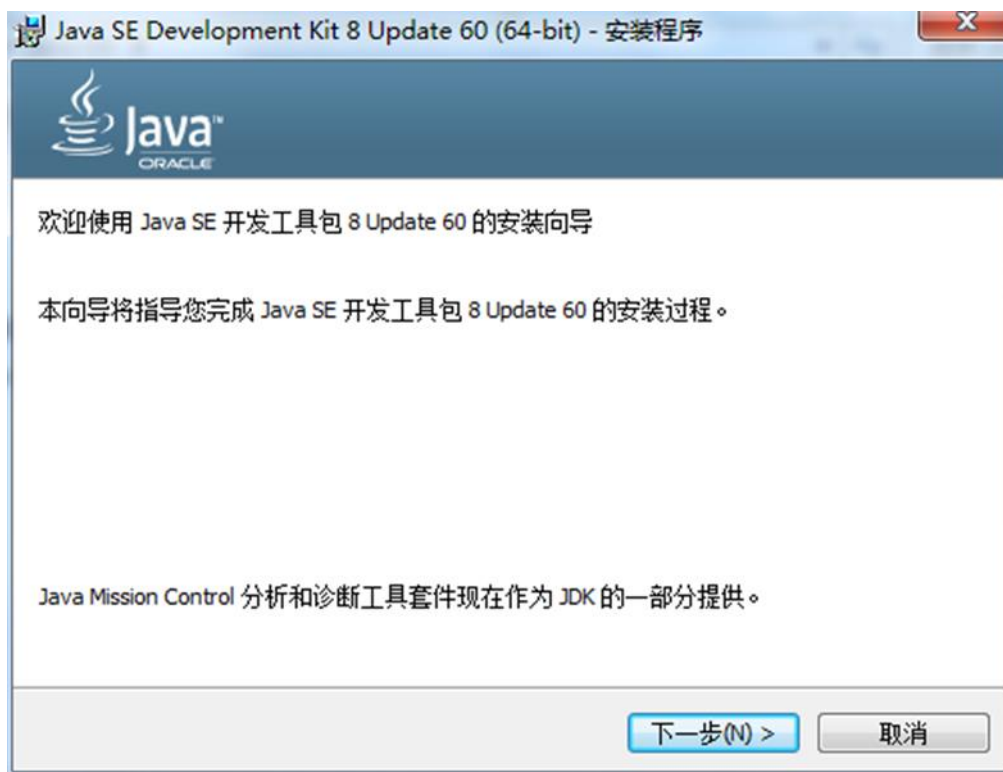 Java SE Development Kit 8 Update 60 (64-bit) - 安装程序
Java™
ORACLE
欢迎使用 Java SE 开发工具包 8 Update 60 的安装向导
本向导将指导您完成 Java SE 开发工具包 8 Update 60 的安装过程。
Java Mission Control 分析和诊断工具套件现在作为 JDK 的一部分提供。
下一步(N) > 取消